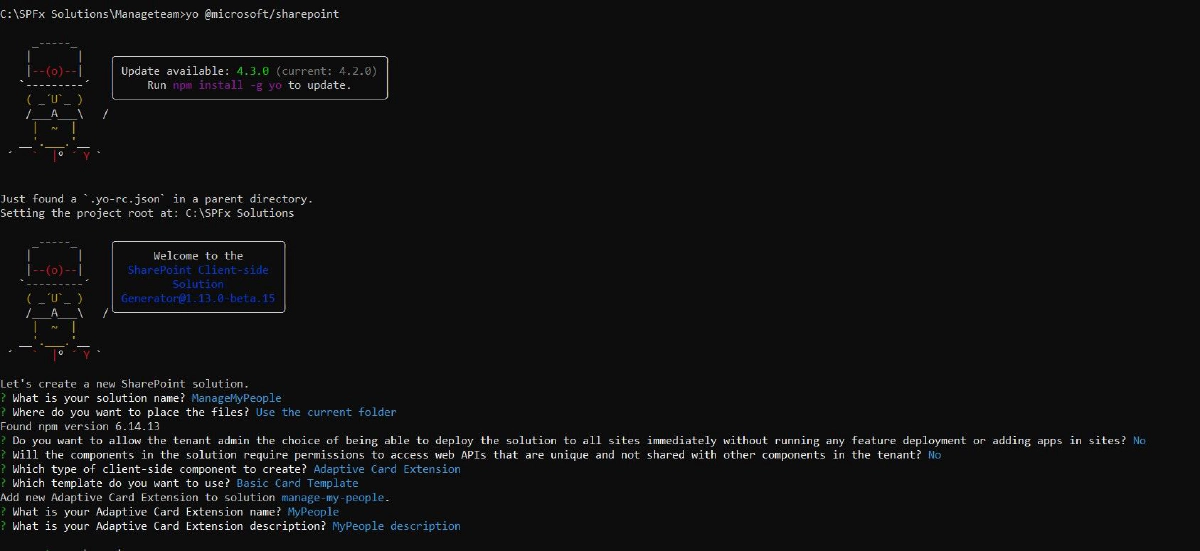 C:\SPFx Solutions\Manageteam>yo @microsoft/sharepoint
Update available: 4.3.0 (current: 4.2.0)
Run npm install -g yo to update.
Just found a `.yo-rc.json` in a parent directory.
Setting the project root at: C:\SPFx Solutions
Welcome to the
SharePoint Client-side
Solution
Generator@1.13.0-beta.15
Let's create a new SharePoint solution.
? What is your solution name? ManageMyPeople
? Where do you want to place the files? Use the current folder
Found npm version 6.14.13
? Do you want to allow the tenant admin the choice of being able to deploy the solution to all sites immediately without running any feature deployment or adding apps in sites? No
? Will the components in the solution require permissions to access web APIs that are unique and not shared with other components in the tenant? No
? Which type of client-side component to create? Adaptive Card Extension
? Which template do you want to use? Basic Card Template
Add new Adaptive Card Extension to solution manage-my-people.
? What is your Adaptive Card Extension name? MyPeople
? What is your Adaptive Card Extension description? MyPeople description